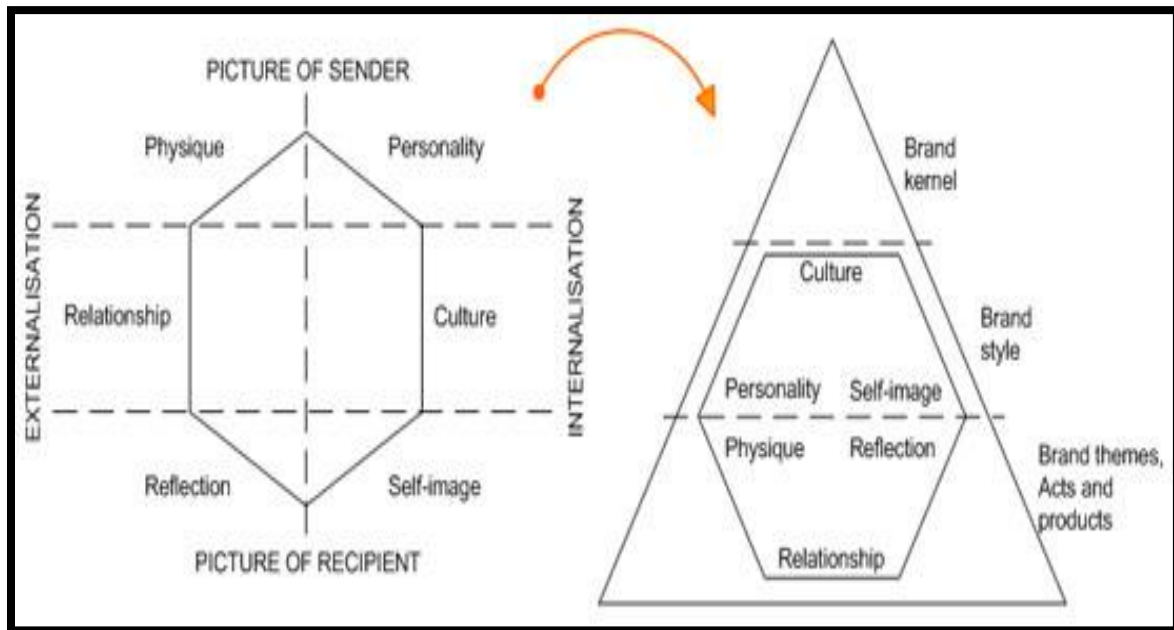 PICTURE OF SENDER
Physique
Personality
EXTERNALISATION
INTERNALISATION
Relationship
Culture
Reflection
Self-image
PICTURE OF RECIPIENT
Brand
kernel
Culture
Brand
style
Personality
Self-image
Physique
Reflection
Brand themes,
Acts and
products
Relationship